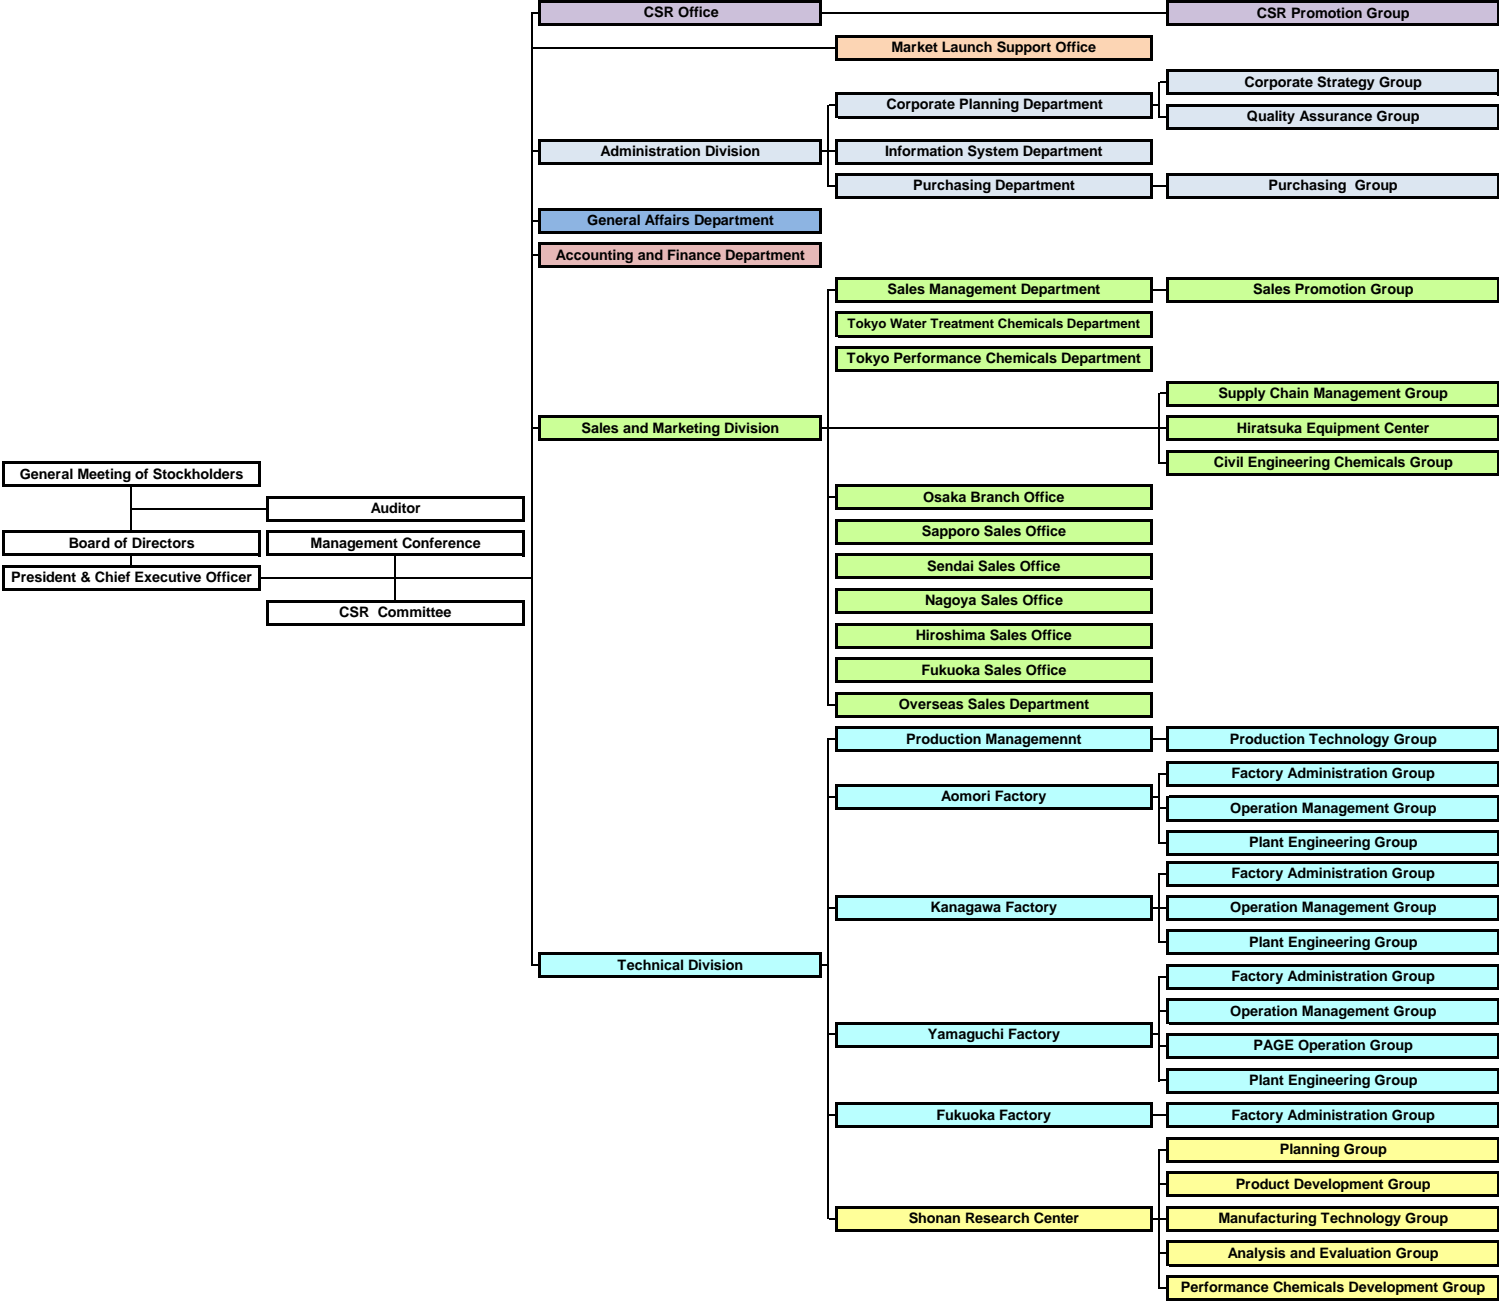 CSR Office
CSR Promotion Group
Market Launch Support Office
Corporate Strategy Group
Corporate Planning Department
Quality Assurance Group
Administration Division
Information System Department
Purchasing Department
Purchasing  Group
General Affairs Department
Accounting and Finance Department
Sales Management Department
Sales Promotion Group
Tokyo Water Treatment Chemicals Department
Tokyo Performance Chemicals Department
Supply Chain Management Group
Sales and Marketing Division
Hiratsuka Equipment Center
Civil Engineering Chemicals Group
General Meeting of Stockholders
Osaka Branch Office
Auditor
Sapporo Sales Office
Board of Directors
Management Conference
Sendai Sales Office
President & Chief Executive Officer
Nagoya Sales Office
CSR  Committee
Hiroshima Sales Office
Fukuoka Sales Office
Overseas Sales Department
Production Managemennt
Production Technology Group
Factory Administration Group
Aomori Factory
Operation Management Group
Plant Engineering Group
Factory Administration Group
Kanagawa Factory
Operation Management Group
Plant Engineering Group
Technical Division
Factory Administration Group
Operation Management Group
Yamaguchi Factory
PAGE Operation Group
Plant Engineering Group
Fukuoka Factory
Factory Administration Group
Planning Group
Product Development Group
Shonan Research Center
Manufacturing Technology Group
Analysis and Evaluation Group
Performance Chemicals Development Group